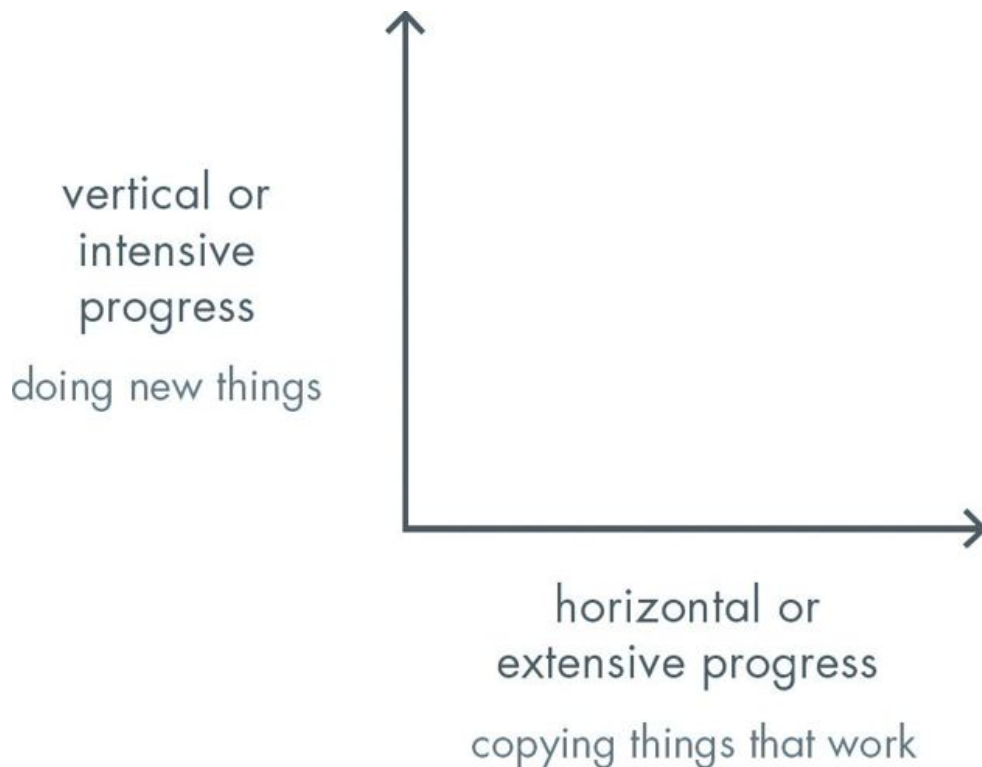 vertical or
intensive
progress
doing new things
horizontal or
extensive progress
copying things that work